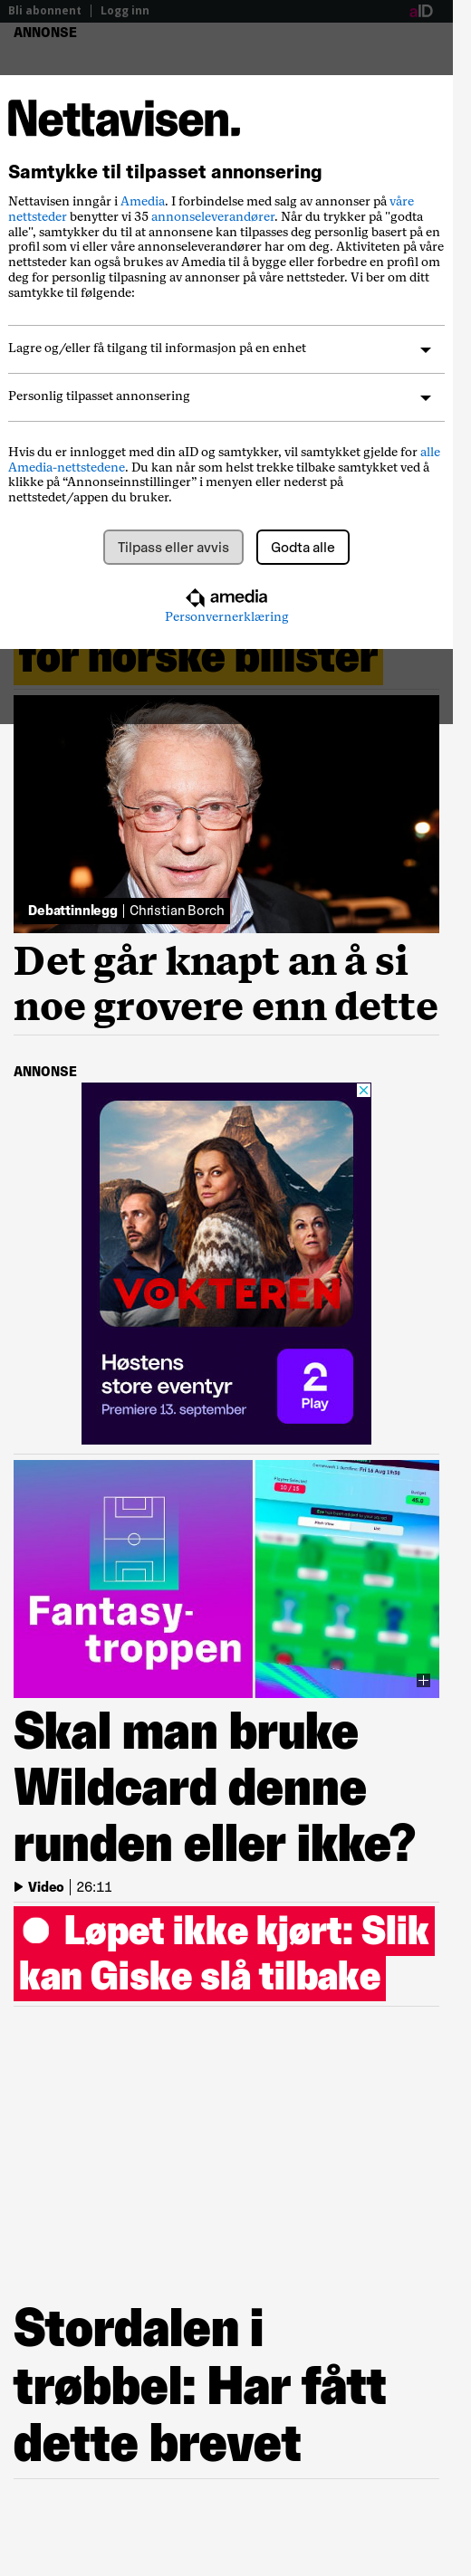 Bli abonnent | Logg inn
aID
ANNONSE
Nettavisen.
Samtykke til tilpasset annonsering
Nettavisen inngår i Amedia. I forbindelse med salg av annonser på våre
nettsteder benytter vi 35 annonseleverandører. Når du trykker på "godta
alle", samtykker du til at annonsene kan tilpasses deg personlig basert på en
profil som vi eller våre annonseleverandører har om deg. Aktiviteten på våre
nettsteder kan også brukes av Amedia til å bygge eller forbedre en profil om
deg for personlig tilpasning av annonser på våre nettsteder. Vi ber om ditt
samtykke til følgende:
Lagre og/eller få tilgang til informasjon på en enhet
Personlig tilpasset annonsering
Hvis du er innlogget med din aID og samtykker, vil samtykket gjelde for alle
Amedia-nettstedene. Du kan når som helst trekke tilbake samtykket ved å
klikke på “Annonseinnstillinger” i menyen eller nederst på
nettstedet/appen du bruker.
Tilpass eller avvis
Godta alle
amedia
Personvernerklæring
for norske bilister
Debattinnlegg | Christian Borch
Det går knapt an å si
noe grovere enn dette
ANNONSE
VOKTEREN
Høstens
store eventyr
Premiere 13. september
2
Play
Fantasy-
troppen
10 / 15
Budget
45.0
Skal man bruke
Wildcard denne
runden eller ikke?
Video | 26:11
Løpet ikke kjørt: Slik
kan Giske slå tilbake
Stordalen i
trøbbel: Har fått
dette brevet